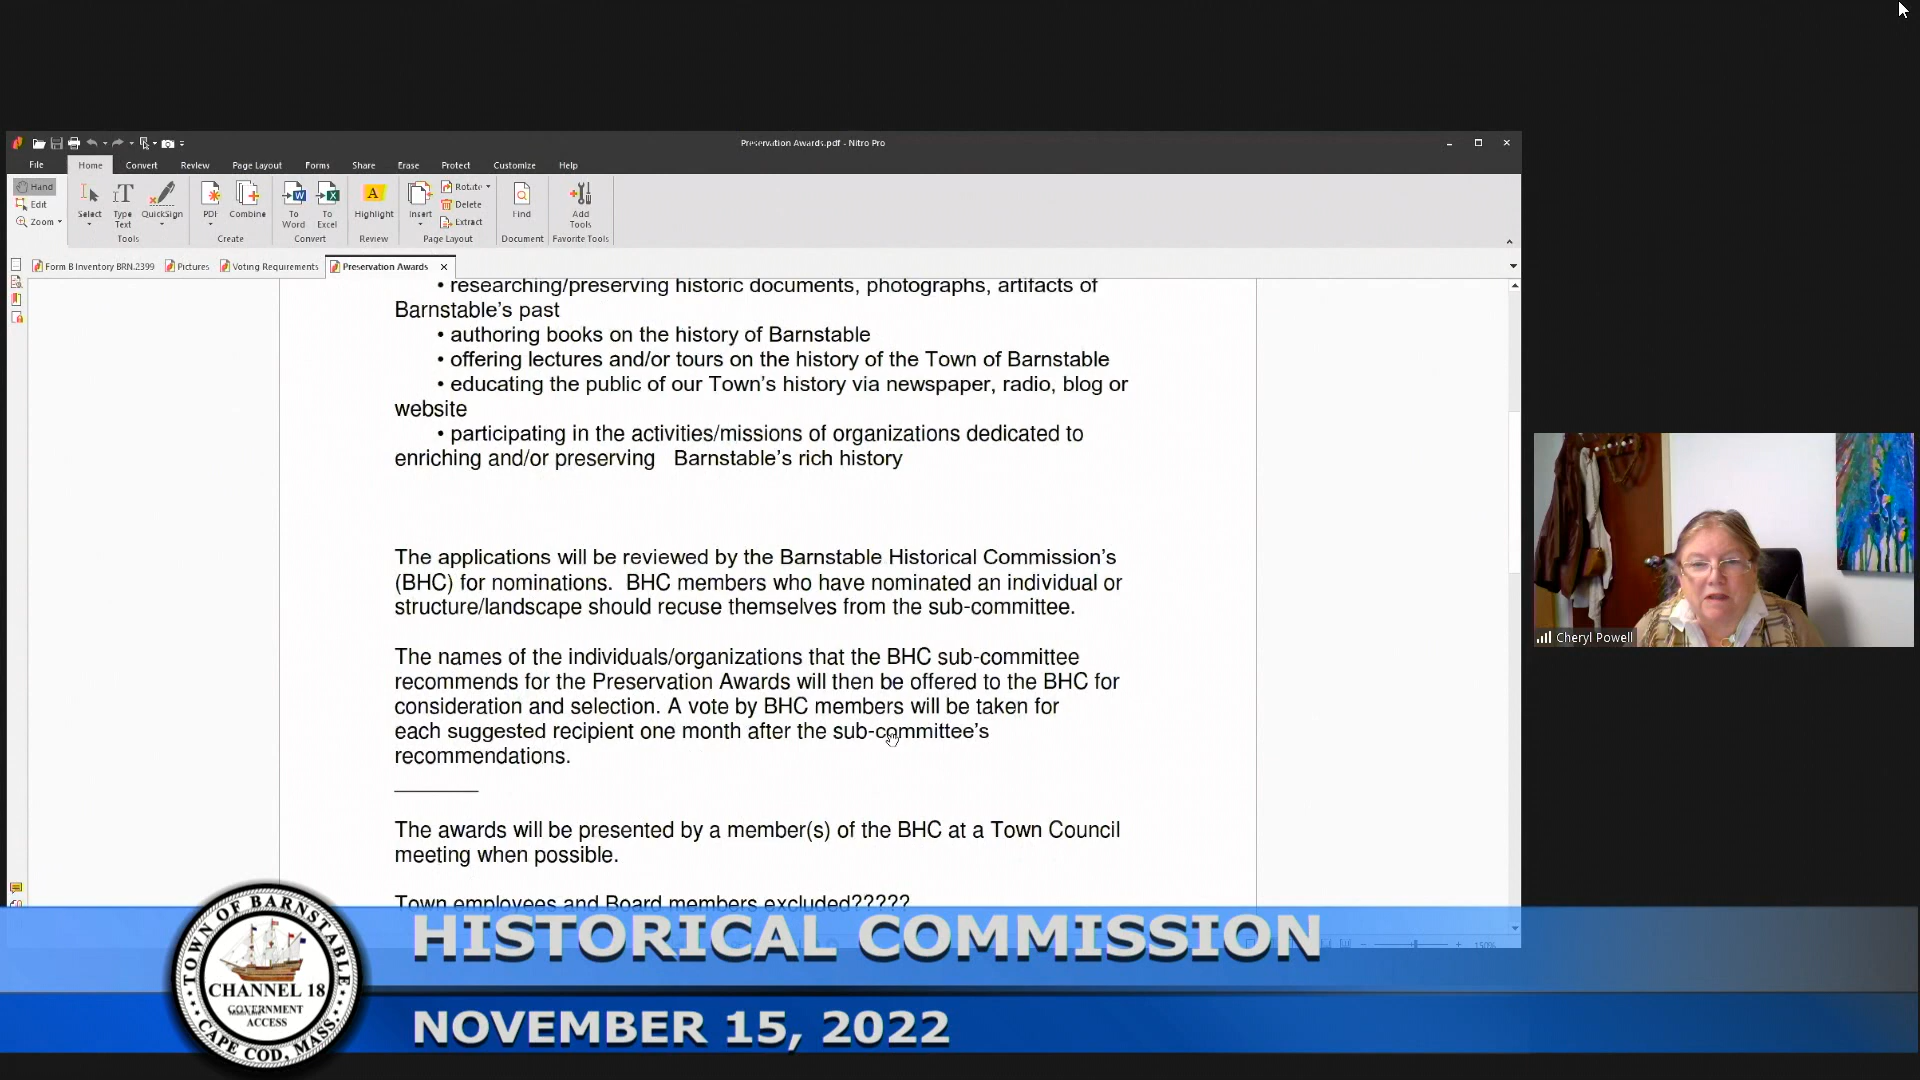 Preservation Awards.pdf - Nitro Pro
File Home Convert Review Page Layout Forms Share Erase Protect Customize Help
Hand
Edit
Zoom
Select
Type Text
QuickSign
Tools
PDF
Combine
Create
To Word
To Excel
Convert
Highlight
Review
Insert
Rotate
Delete
Extract
Page Layout
Find
Document
Add Tools
Favorite Tools
Form B Inventory BRN.2399 Pictures Voting Requirements Preservation Awards
• researching/preserving historic documents, photographs, artifacts of
Barnstable's past
• authoring books on the history of Barnstable
• offering lectures and/or tours on the history of the Town of Barnstable
• educating the public of our Town's history via newspaper, radio, blog or
website
• participating in the activities/missions of organizations dedicated to
enriching and/or preserving Barnstable's rich history
The applications will be reviewed by the Barnstable Historical Commission's
(BHC) for nominations. BHC members who have nominated an individual or
structure/landscape should recuse themselves from the sub-committee.
The names of the individuals/organizations that the BHC sub-committee
recommends for the Preservation Awards will then be offered to the BHC for
consideration and selection. A vote by BHC members will be taken for
each suggested recipient one month after the sub-committee's
recommendations.
The awards will be presented by a member(s) of the BHC at a Town Council
meeting when possible.
Town employees and Board members excluded?????
150%
Cheryl Powell
TOWN OF BARNSTABLE
CHANNEL 18
GOVERNMENT
ACCESS
CAPE COD, MASS.
HISTORICAL COMMISSION
NOVEMBER 15, 2022